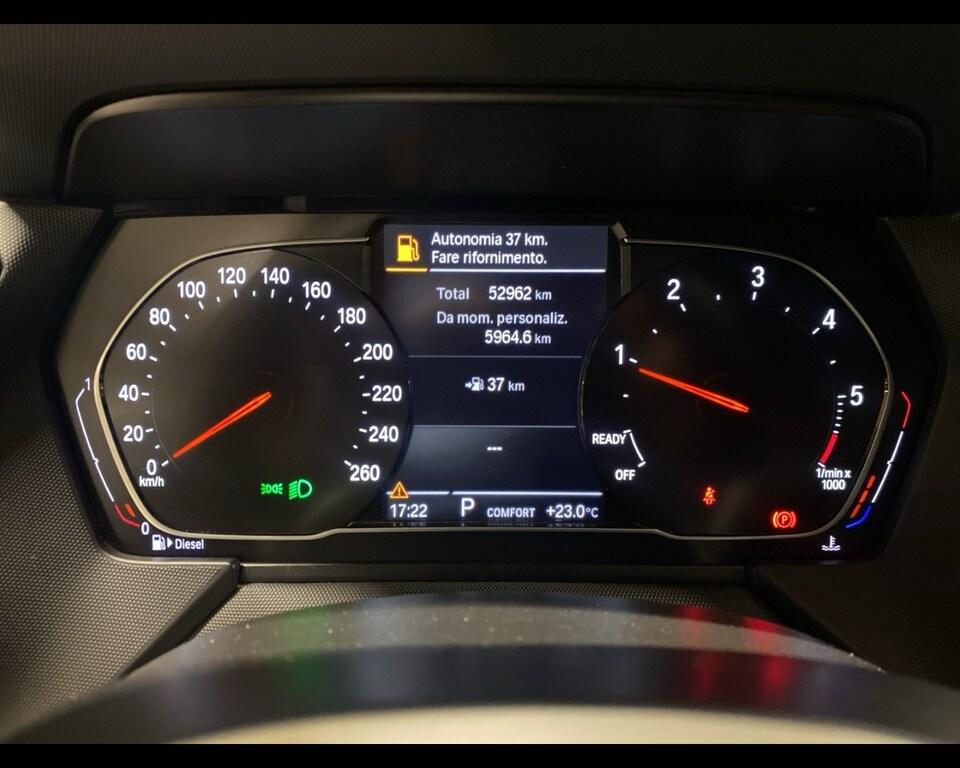 Autonomia 37 km.
Fare rifornimento.
Total 52962 km
Da mom. personaliz.
5964.6 km
37 km
---
17:22 P COMFORT +23.0°C
0 20 40 60 80 100 120 140 160 180 200 220 240 260
km/h
1
0
Diesel
1 2 3 4 5
READY
OFF
1/min x
1000
P